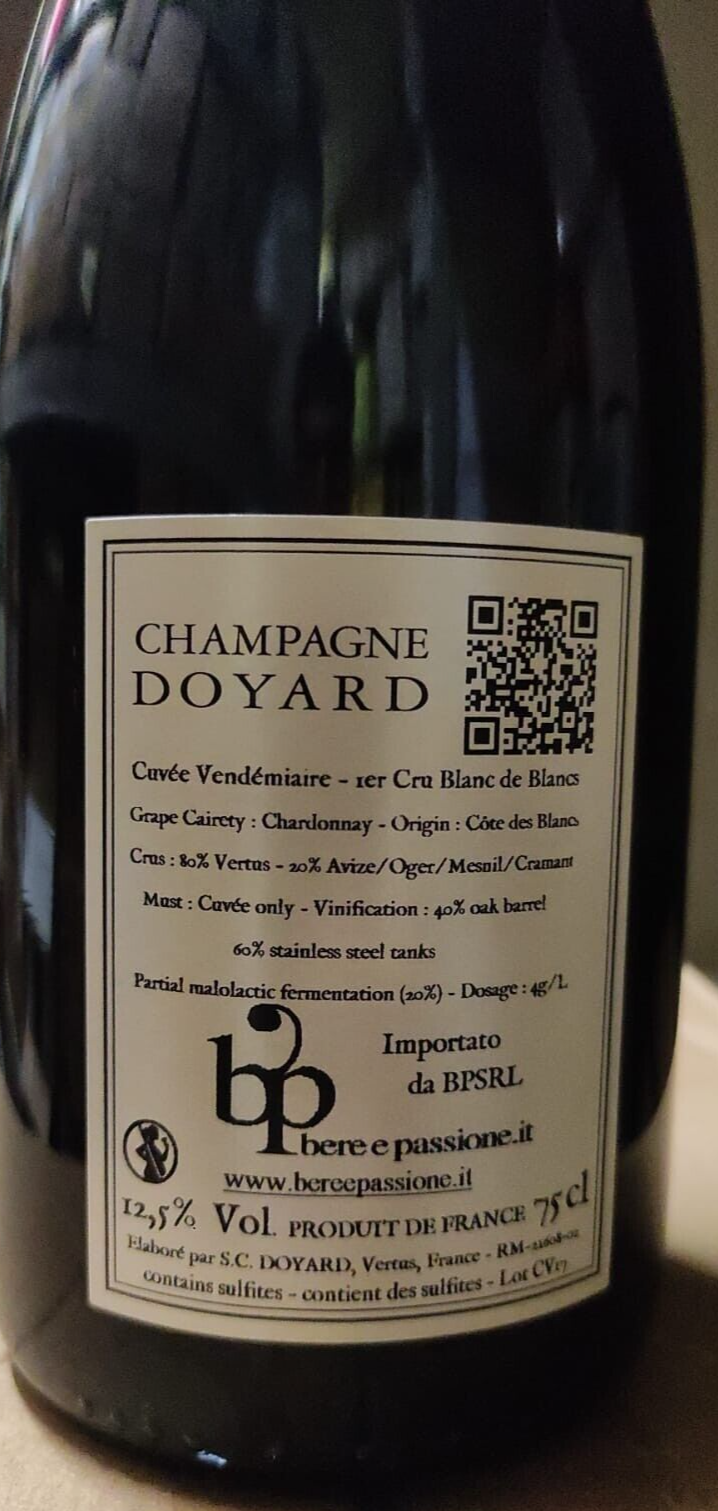 CHAMPAGNE
DOYARD
Cuvée Vendémiaire - 1er Cru Blanc de Blancs
Grape Cairety : Chardonnay - Origin : Côte des Blancs
Crus : 80% Vertus - 20% Avize/Oger/Mesnil/Cramant
Must : Cuvée only - Vinification : 40% oak barrel
60% stainless steel tanks
Partial malolactic fermentation (20%) - Dosage : 4g/L
Importato
da BPSRL
bp
bere e passione.it
www.bereepassione.it
12,5% Vol. PRODUIT DE FRANCE 75 cl
Elaboré par S.C. DOYARD, Vertus, France - RM-
contains sulfites - contient des sulfites - Lot CV17